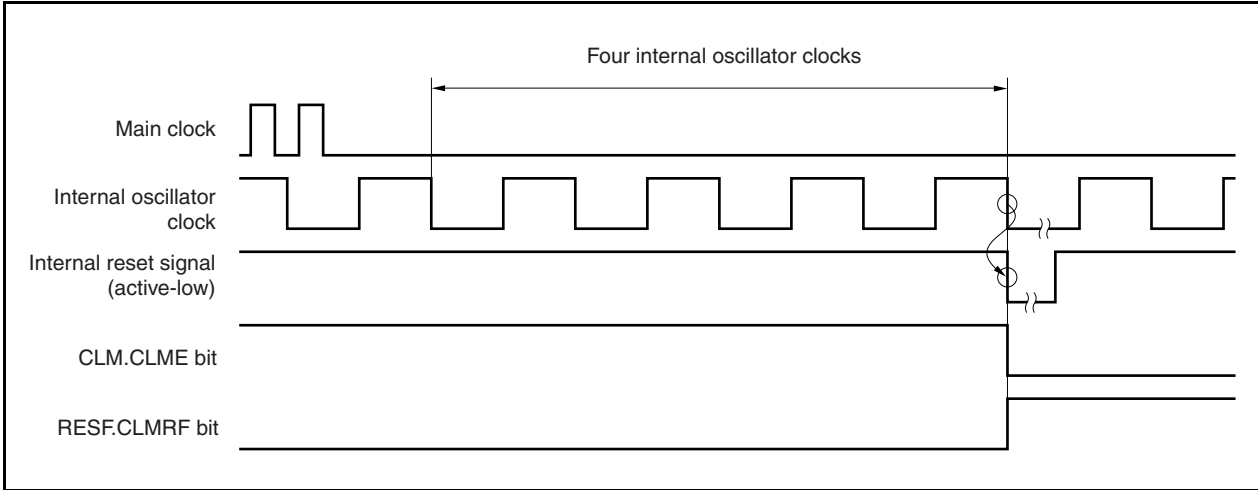 Four internal oscillator clocks
Main clock
Internal oscillator
clock
Internal reset signal
(active-low)
CLM.CLME bit
RESF.CLMRF bit